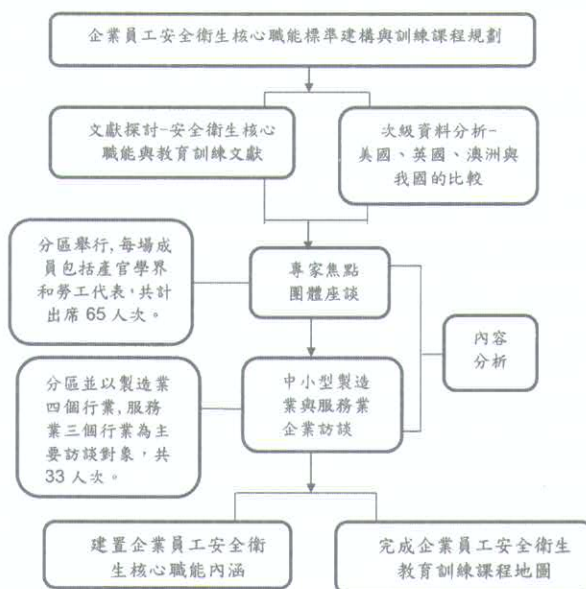 企業員工安全衛生核心職能標準建構與訓練課程規劃
文獻探討-安全衛生核心
職能與教育訓練文獻
次級資料分析-
美國、英國、澳洲與
我國的比較
分區舉行,每場成
員包括產官學界
和勞工代表,共計
出席 65 人次。
專家焦點
團體座談
內容
分析
分區並以製造業
四個行業,服務
業三個行業為主
要訪談對象,共
33 人次。
中小型製造
業與服務業
企業訪談
建置企業員工安全衛
生核心職能內涵
完成企業員工安全衛生
教育訓練課程地圖